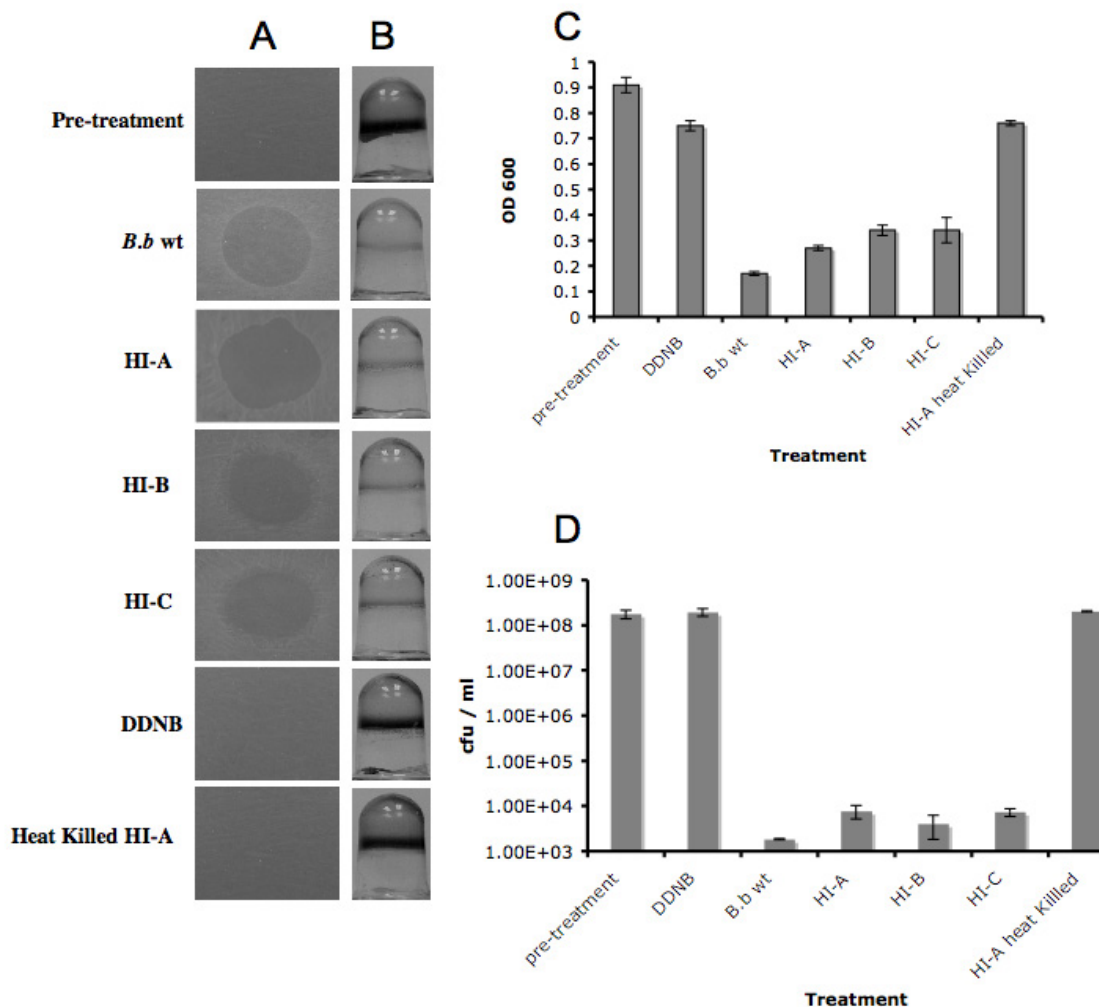 A
B
Pre-treatment
B.b wt
HI-A
HI-B
HI-C
DDNB
Heat Killed HI-A
C
1
0.9
0.8
0.7
0.6
0.5
0.4
0.3
0.2
0.1
0
OD 600
pre-treatment
DDNB
B.b wt
HI-A
HI-B
HI-C
HI-A heat Killled
Treatment
D
1.00E+09
1.00E+08
1.00E+07
1.00E+06
1.00E+05
1.00E+04
1.00E+03
cfu / ml
pre-treatment
DDNB
B.b wt
HI-A
HI-B
HI-C
HI-A heat Killled
Treatment